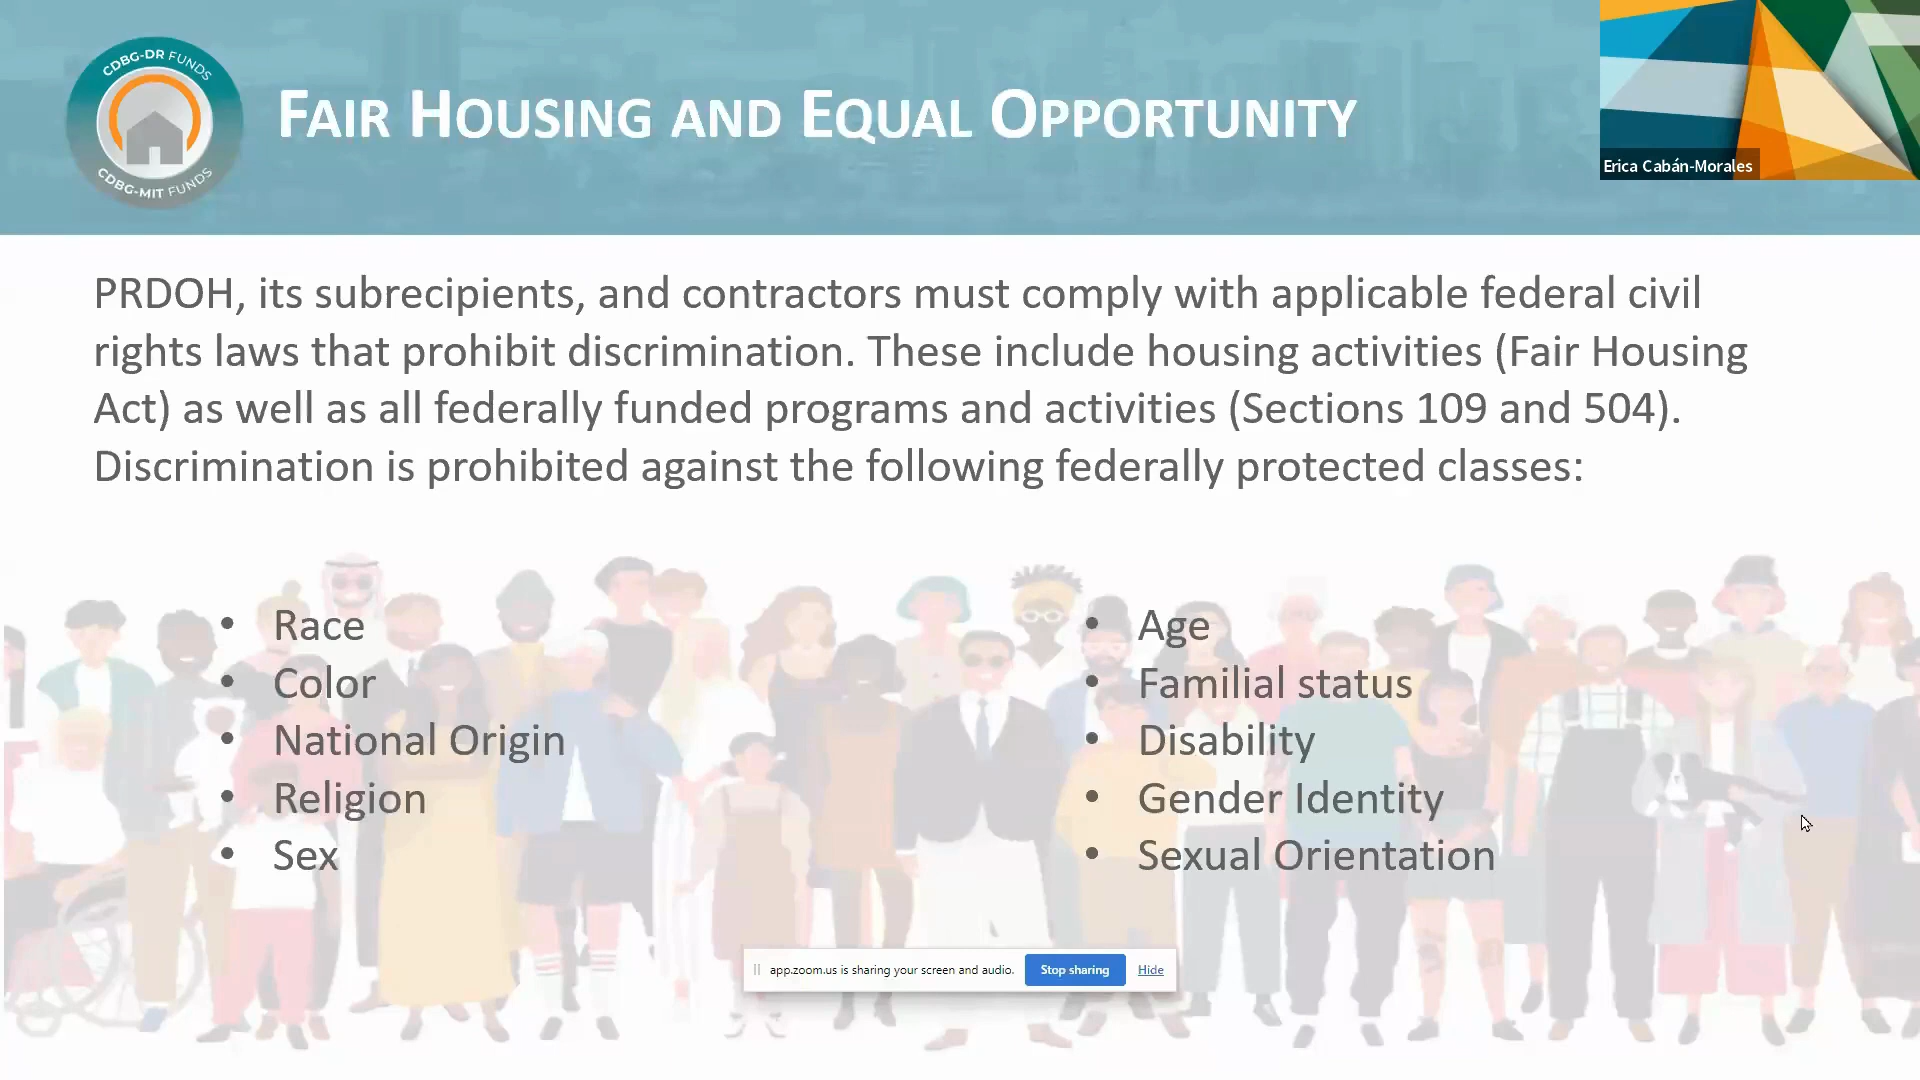 CDBG-DR FUNDS
CDBG-MIT FUNDS
FAIR HOUSING AND EQUAL OPPORTUNITY
Erica Cabán-Morales
PRDOH, its subrecipients, and contractors must comply with applicable federal civil
rights laws that prohibit discrimination. These include housing activities (Fair Housing
Act) as well as all federally funded programs and activities (Sections 109 and 504).
Discrimination is prohibited against the following federally protected classes:
• Race
• Color
• National Origin
• Religion
• Sex
• Age
• Familial status
• Disability
• Gender Identity
• Sexual Orientation
app.zoom.us is sharing your screen and audio. Stop sharing Hide